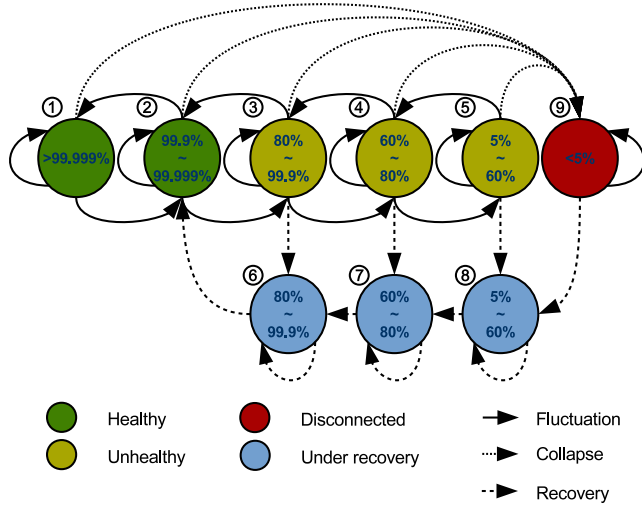 ① ② ③ ④ ⑤ ⑨
>99.999%
99.9%
~
99.999%
80%
~
99.9%
60%
~
80%
5%
~
60%
<5%
⑥ ⑦ ⑧
80%
~
99.9%
60%
~
80%
5%
~
60%
Healthy
Disconnected
Fluctuation
Unhealthy
Under recovery
Collapse
Recovery